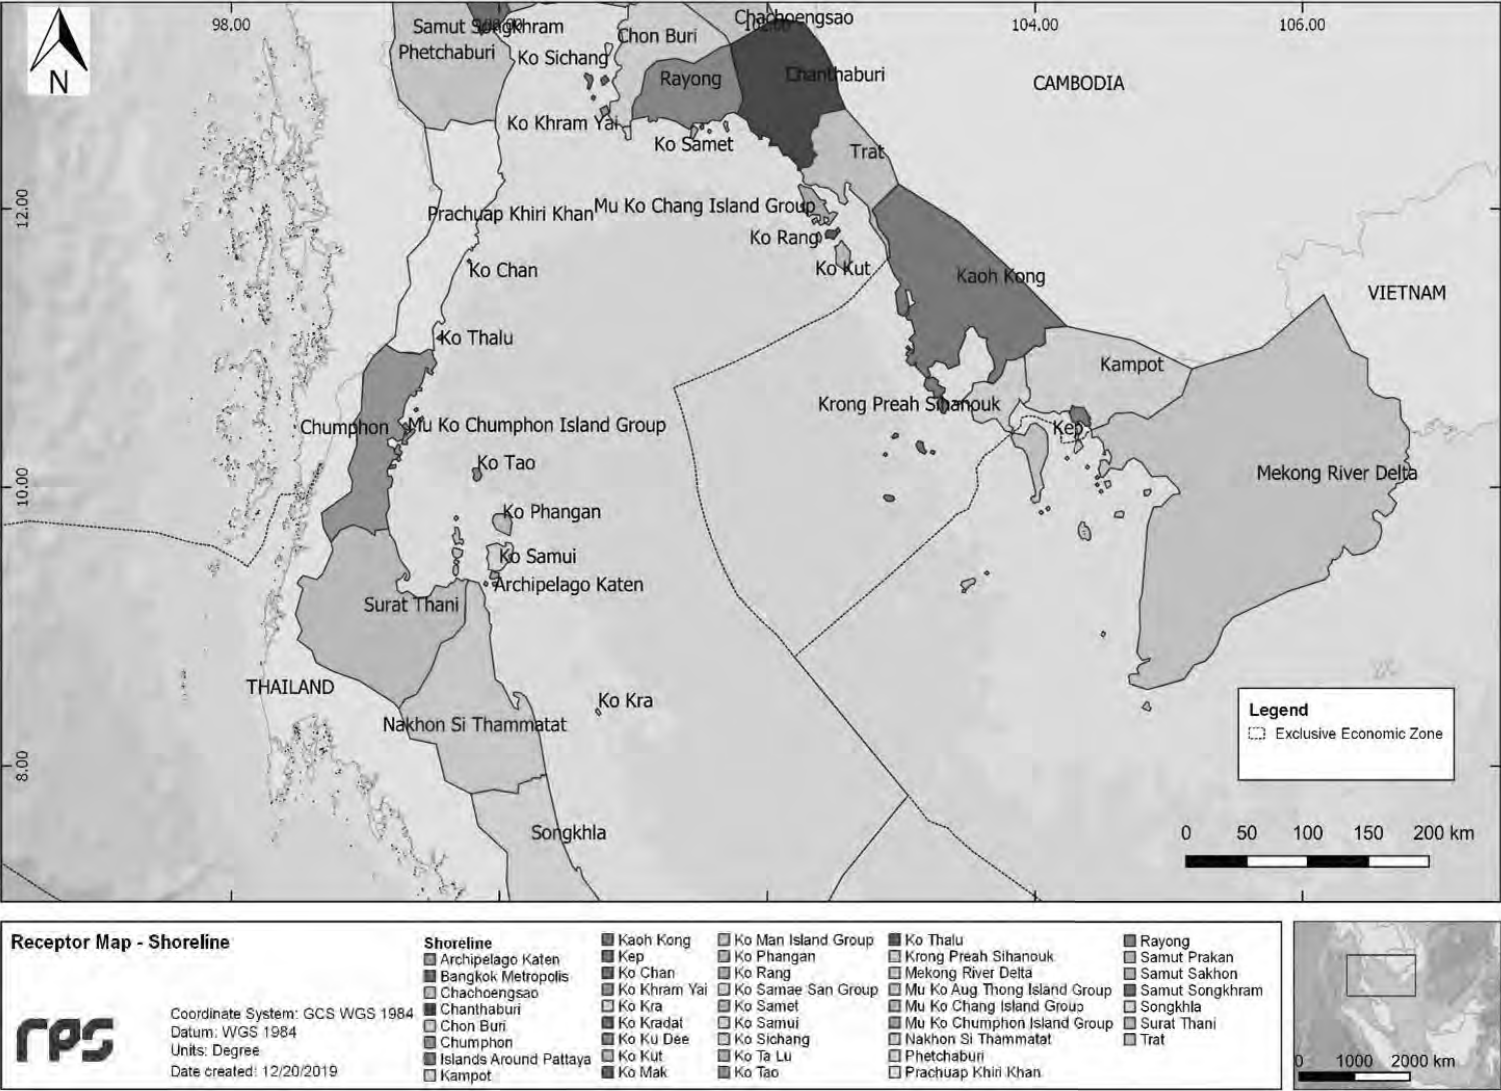 98.00
104.00
106.00
Samut Songkhram
Chachoengsao
Chon Buri
Phetchaburi
Ko Sichang
Rayong
Chanthaburi
CAMBODIA
Ko Khram Yai
Ko Samet
Trat
12.00
Prachuap Khiri Khan
Mu Ko Chang Island Group
Ko Rang
Ko Chan
Ko Kut
Kaoh Kong
VIETNAM
Ko Thalu
Kampot
Krong Preah Sihanouk
Chumphon
Mu Ko Chumphon Island Group
Kep
Ko Tao
Mekong River Delta
10.00
Ko Phangan
Ko Samui
Archipelago Katen
Surat Thani
THAILAND
Ko Kra
Nakhon Si Thammatat
8.00
Songkhla
N
Legend
Exclusive Economic Zone
0 50 100 150 200 km
Receptor Map - Shoreline
rps
Coordinate System: GCS WGS 1984
Datum: WGS 1984
Units: Degree
Date created: 12/20/2019
Shoreline
Archipelago Katen
Bangkok Metropolis
Chachoengsao
Chanthaburi
Chon Buri
Chumphon
Islands Around Pattaya
Kampot
Kaoh Kong
Kep
Ko Chan
Ko Khram Yai
Ko Kra
Ko Kradat
Ko Ku Dee
Ko Kut
Ko Mak
Ko Man Island Group
Ko Phangan
Ko Rang
Ko Samae San Group
Ko Samet
Ko Samui
Ko Sichang
Ko Ta Lu
Ko Tao
Ko Thalu
Krong Preah Sihanouk
Mekong River Delta
Mu Ko Aug Thong Island Group
Mu Ko Chang Island Group
Mu Ko Chumphon Island Group
Nakhon Si Thammatat
Phetchaburi
Prachuap Khiri Khan
Rayong
Samut Prakan
Samut Sakhon
Samut Songkhram
Songkhla
Surat Thani
Trat
0 1000 2000 km